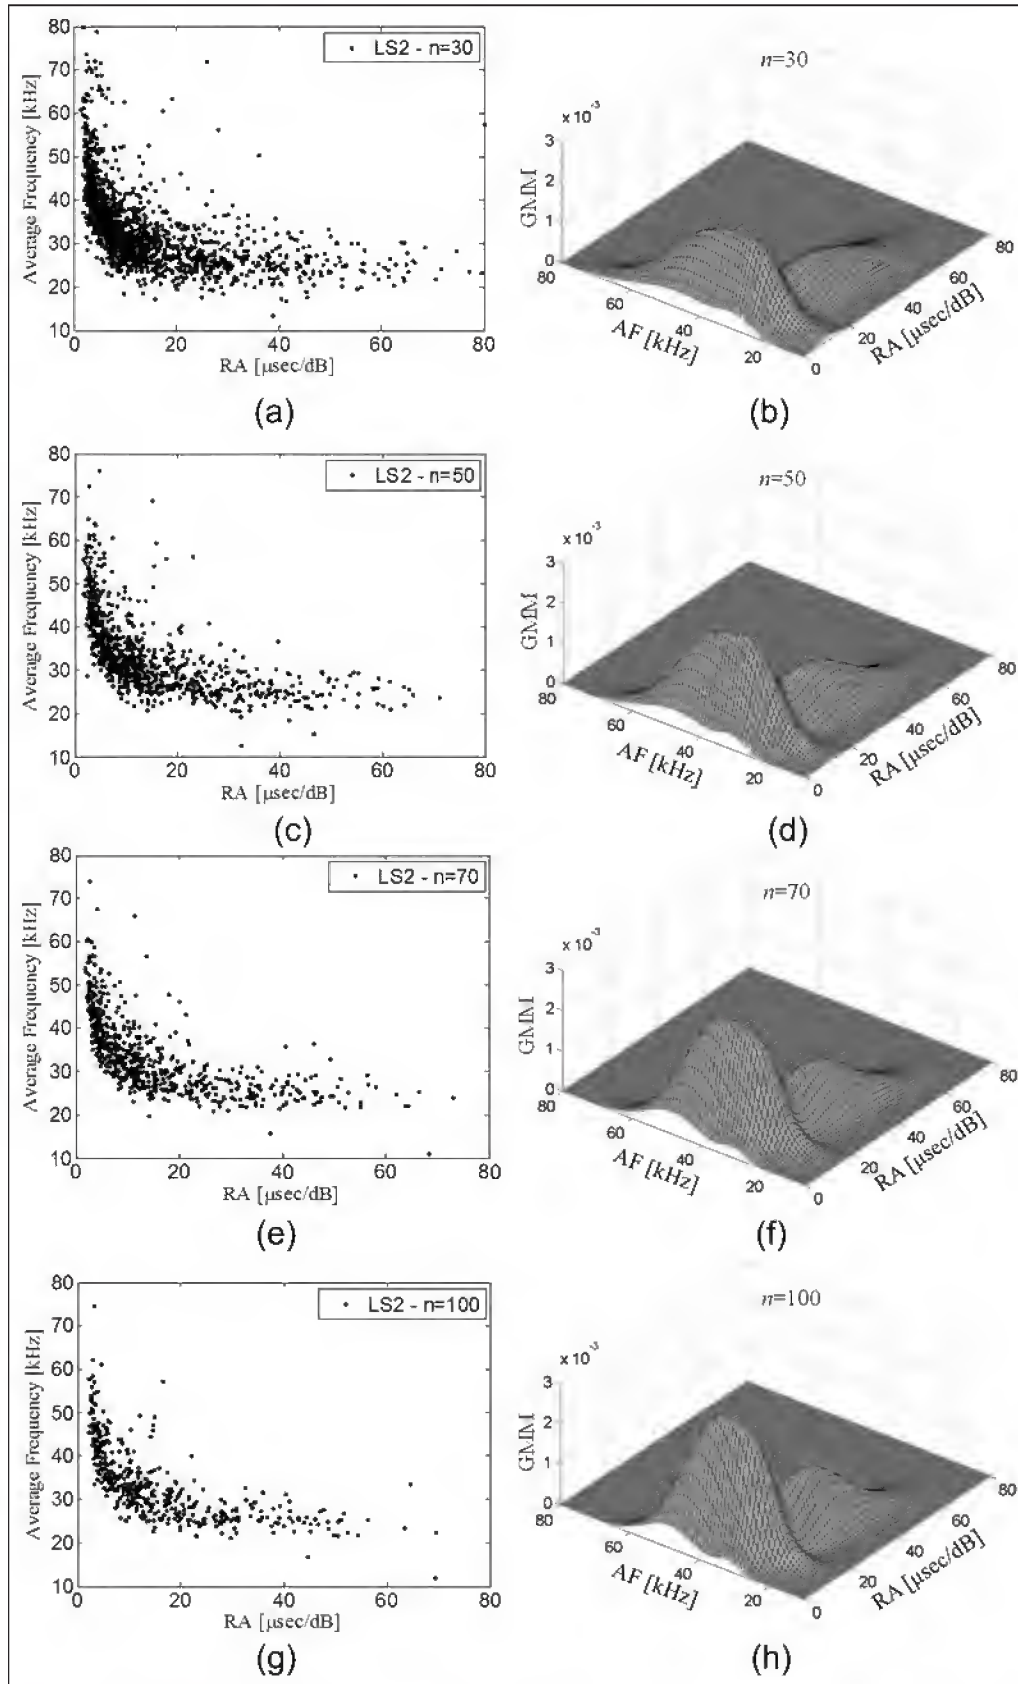 80
70
60
50
40
30
20
10
Average Frequency [kHz]
LS2 - n=30
0
20
40
60
80
RA [μsec/dB]
(a)
n=30
x 10⁻³
3
2
1
0
GMM
80
60
40
20
AF [kHz]
0
20
40
60
80
RA [μsec/dB]
(b)
80
70
60
50
40
30
20
10
Average Frequency [kHz]
LS2 - n=50
0
20
40
60
80
RA [μsec/dB]
(c)
n=50
x 10⁻³
3
2
1
0
GMM
80
60
40
20
AF [kHz]
0
20
40
60
80
RA [μsec/dB]
(d)
80
70
60
50
40
30
20
10
Average Frequency [kHz]
LS2 - n=70
0
20
40
60
80
RA [μsec/dB]
(e)
n=70
x 10⁻³
3
2
1
0
GMM
80
60
40
20
AF [kHz]
0
20
40
60
80
RA [μsec/dB]
(f)
80
70
60
50
40
30
20
10
Average Frequency [kHz]
LS2 - n=100
0
20
40
60
80
RA [μsec/dB]
(g)
n=100
x 10⁻³
3
2
1
0
GMM
80
60
40
20
AF [kHz]
0
20
40
60
80
RA [μsec/dB]
(h)